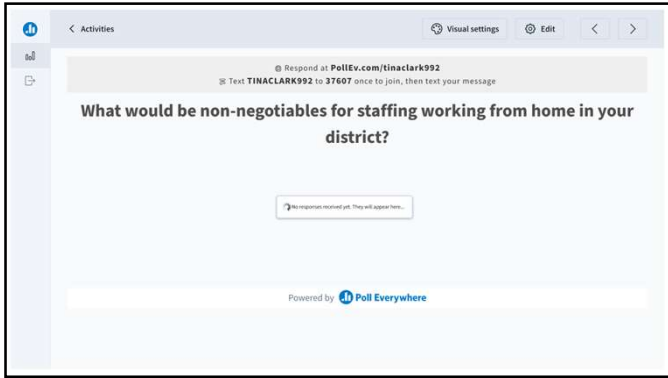 Activities
Visual settings
Edit
Respond at PollEv.com/tinaclark992
Text TINACLARK992 to 37607 once to join, then text your message
What would be non-negotiables for staffing working from home in your
district?
No responses received yet. They will appear here...
Powered by Poll Everywhere